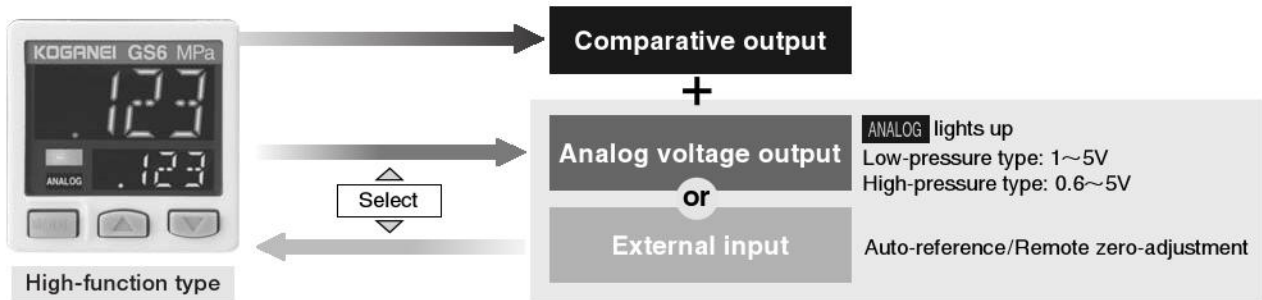 KOGANEI GS6 MPa
.123
ANALOG .123
MODE
High-function type
Select
Comparative output
+
Analog voltage output
or
External input
ANALOG lights up
Low-pressure type: 1～5V
High-pressure type: 0.6～5V
Auto-reference/Remote zero-adjustment